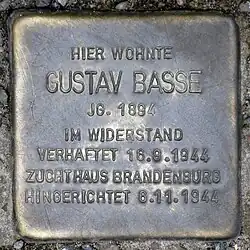 HIER WOHNTE
GUSTAV BASSE
JG. 1894
IM WIDERSTAND
VERHAFTET 16.9.1944
ZUCHTHAUS BRANDENBURG
HINGERICHTET 6.11.1944